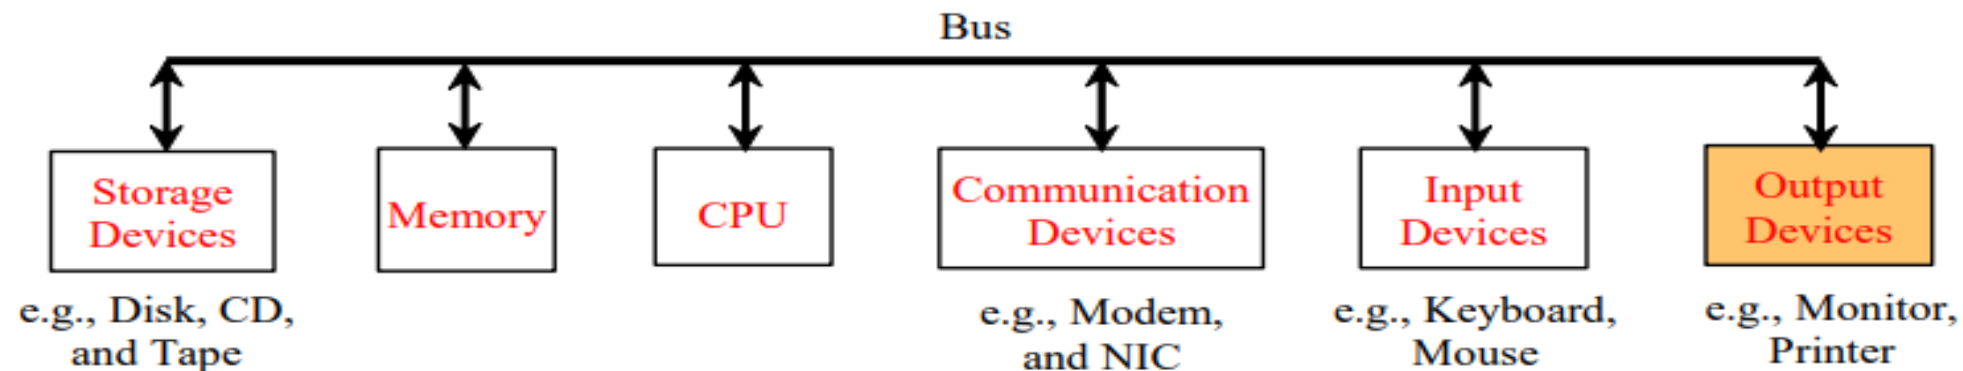 Bus
Storage
Devices
Memory
CPU
Communication
Devices
Input
Devices
Output
Devices
e.g., Disk, CD,
and Tape
e.g., Modem,
and NIC
e.g., Keyboard,
Mouse
e.g., Monitor,
Printer